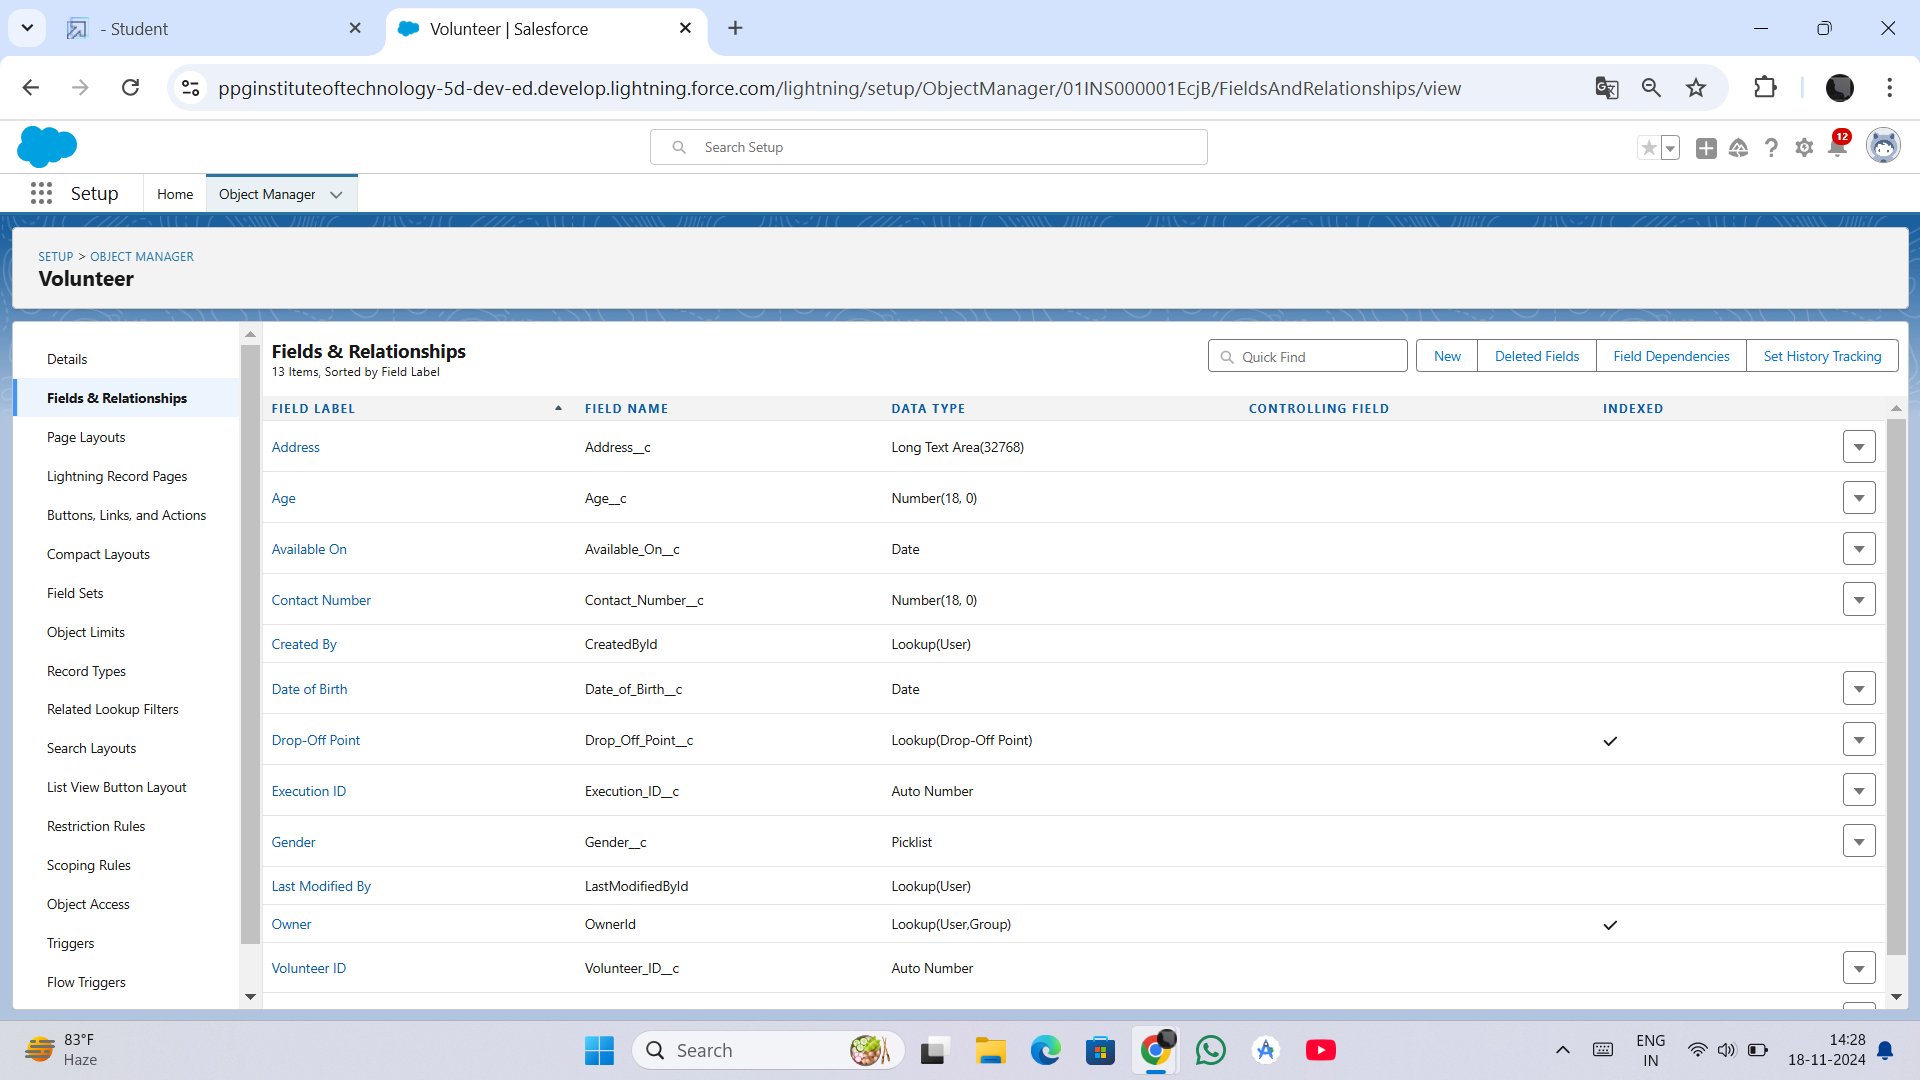 - Student
Volunteer | Salesforce
ppginstituteoftechnology-5d-dev-ed.develop.lightning.force.com/lightning/setup/ObjectManager/01INS000001EcjB/FieldsAndRelationships/view
Search Setup
12
Setup
Home
Object Manager
SETUP > OBJECT MANAGER
Volunteer
Details
Fields & Relationships
Page Layouts
Lightning Record Pages
Buttons, Links, and Actions
Compact Layouts
Field Sets
Object Limits
Record Types
Related Lookup Filters
Search Layouts
List View Button Layout
Restriction Rules
Scoping Rules
Object Access
Triggers
Flow Triggers
Fields & Relationships
13 Items, Sorted by Field Label
Quick Find
New
Deleted Fields
Field Dependencies
Set History Tracking
FIELD LABEL FIELD NAME DATA TYPE CONTROLLING FIELD INDEXED
Address Address__c Long Text Area(32768)
Age Age__c Number(18, 0)
Available On Available_On__c Date
Contact Number Contact_Number__c Number(18, 0)
Created By CreatedById Lookup(User)
Date of Birth Date_of_Birth__c Date
Drop-Off Point Drop_Off_Point__c Lookup(Drop-Off Point)
Execution ID Execution_ID__c Auto Number
Gender Gender__c Picklist
Last Modified By LastModifiedById Lookup(User)
Owner OwnerId Lookup(User,Group)
Volunteer ID Volunteer_ID__c Auto Number
83°F
Haze
Search
ENG
IN
14:28
18-11-2024